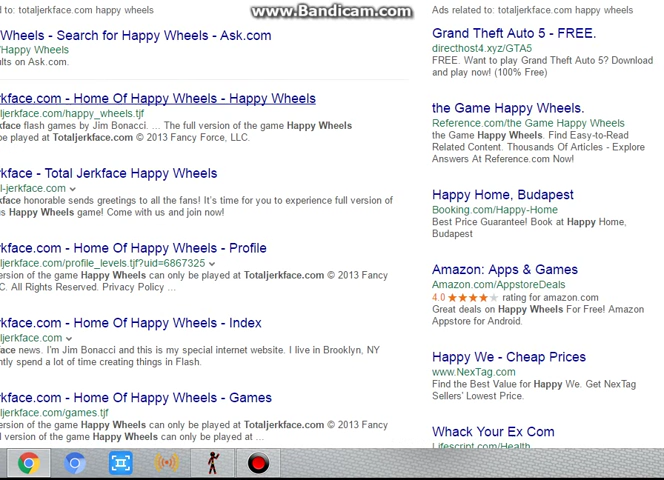 www.Bandicam.com
d to: totaljerkface.com happy wheels
Wheels - Search for Happy Wheels - Ask.com
/Happy Wheels
ults on Ask.com.
rkface.com - Home Of Happy Wheels - Happy Wheels
ljerkface.com/happy_wheels.tjf
kface flash games by Jim Bonacci. ... The full version of the game Happy Wheels
be played at Totaljerkface.com © 2013 Fancy Force, LLC.
rkface - Total Jerkface Happy Wheels
l-jerkface.com
kface honorable sends greetings to all the fans! It's time for you to experience full version of
us Happy Wheels game! Come with us and join now!
rkface.com - Home Of Happy Wheels - Profile
ljerkface.com/profile_levels.tjf?uid=6867325
ersion of the game Happy Wheels can only be played at Totaljerkface.com © 2013 Fancy
C. All Rights Reserved. Privacy Policy ...
rkface.com - Home Of Happy Wheels - Index
ljerkface.com
face news. I'm Jim Bonacci and this is my special internet website. I live in Brooklyn, NY
ntly spend a lot of time creating things in Flash.
rkface.com - Home Of Happy Wheels - Games
ljerkface.com/games.tjf
ersion of the game Happy Wheels can only be played at Totaljerkface.com © 2013 Fancy
l version of the game Happy Wheels can only be played at ...
Ads related to: totaljerkface.com happy wheels
Grand Theft Auto 5 - FREE.
directhost4.xyz/GTA5
FREE. Want to play Grand Theft Auto 5? Download
and play now! (100% Free)
the Game Happy Wheels.
Reference.com/the Game Happy Wheels
the Game Happy Wheels. Find Easy-to-Read
Related Content. Thousands Of Articles - Explore
Answers At Reference.com Now!
Happy Home, Budapest
Booking.com/Happy-Home
Best Price Guarantee! Book at Happy Home,
Budapest
Amazon: Apps & Games
Amazon.com/AppstoreDeals
4.0 ★★★★★ rating for amazon.com
Great deals on Happy Wheels For Free! Amazon
Appstore for Android.
Happy We - Cheap Prices
www.NexTag.com
Find the Best Value for Happy We. Get NexTag
Sellers' Lowest Price.
Whack Your Ex Com
Lifescript.com/Health